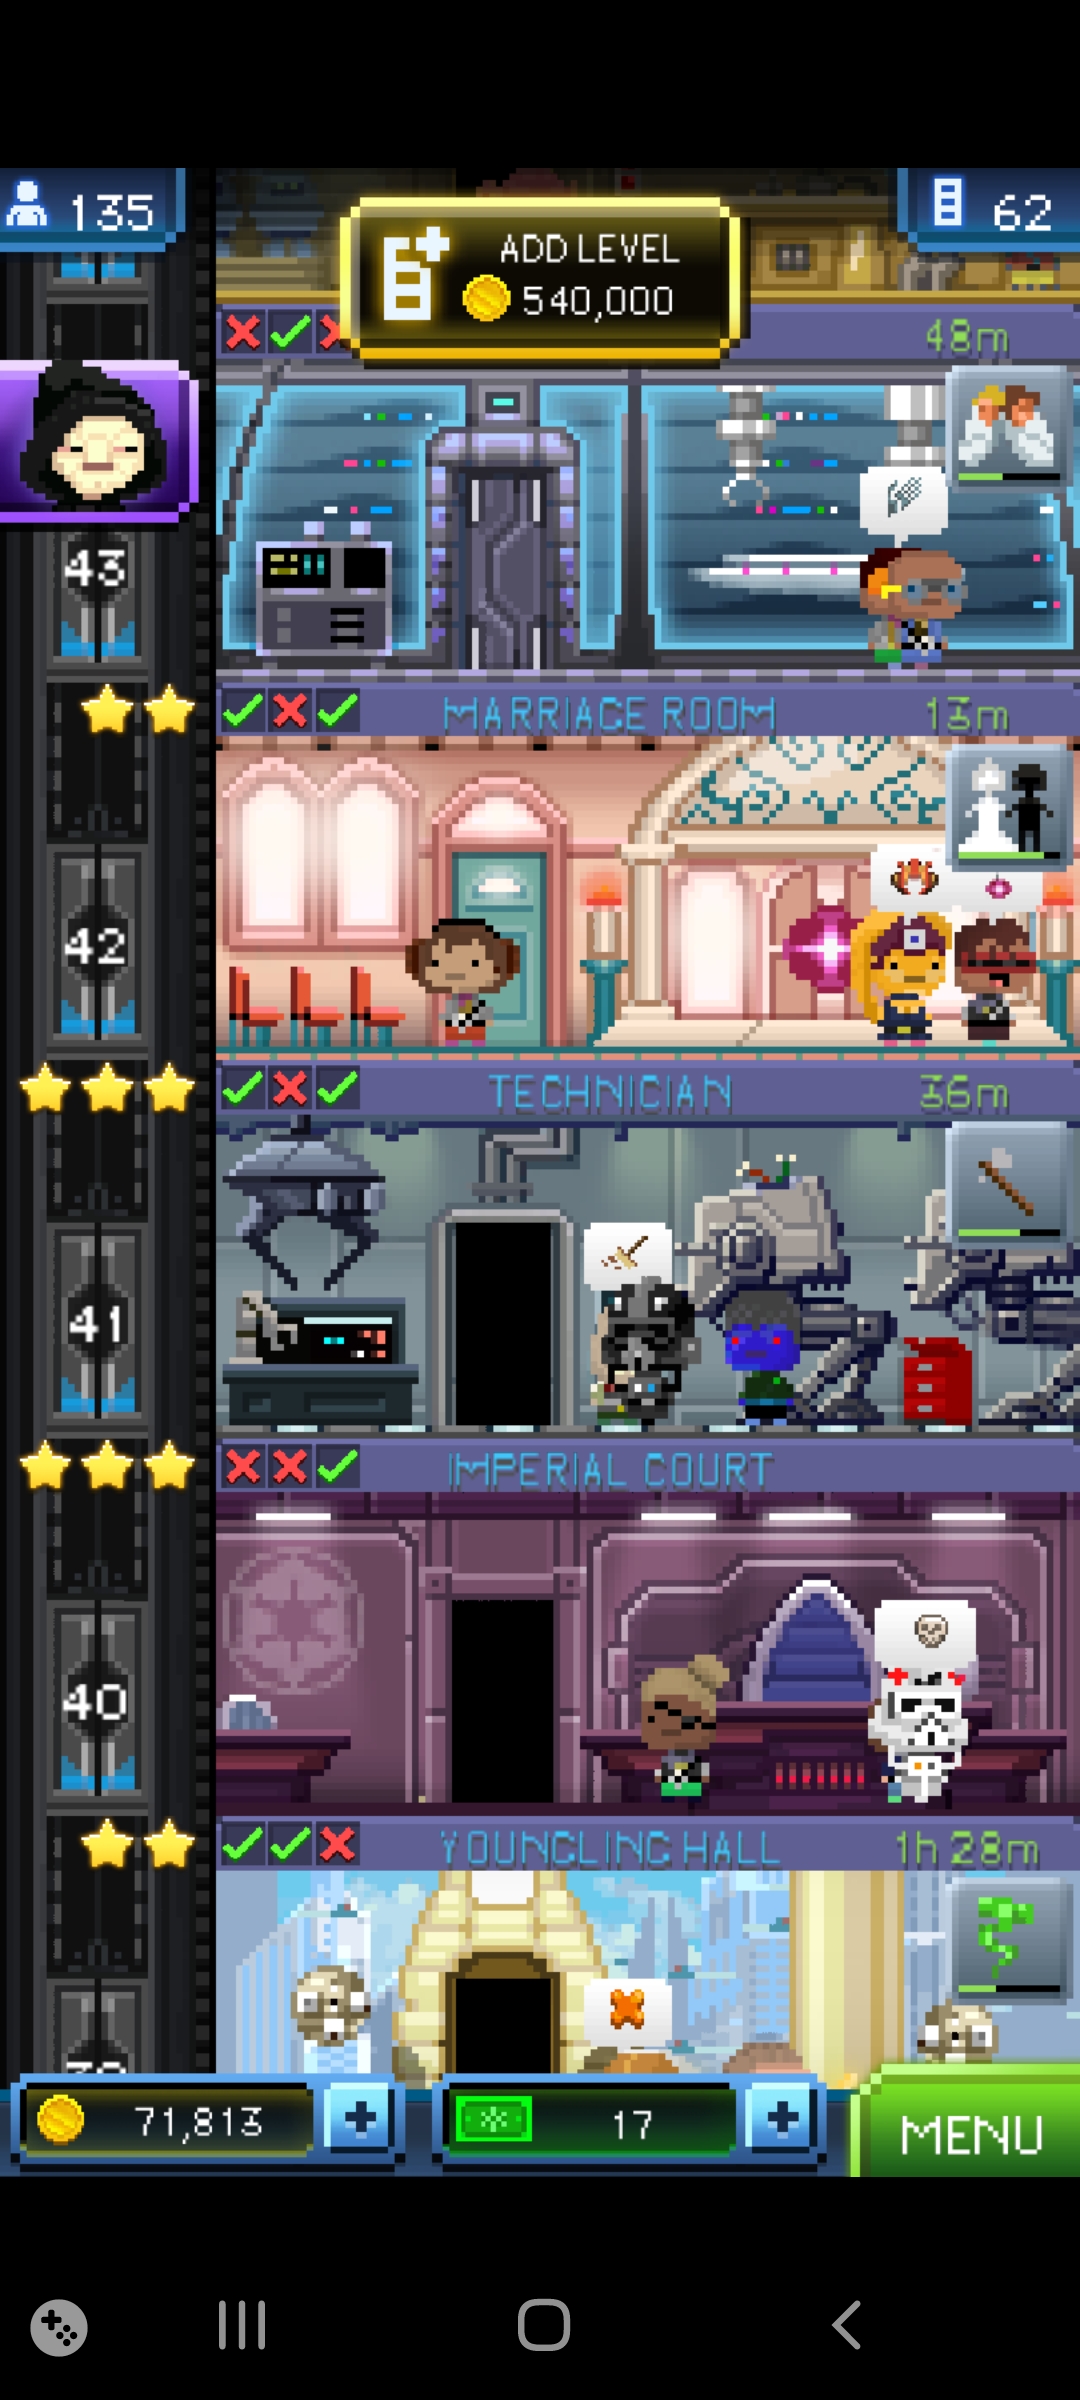 135
ADD LEVEL
540,000
62
48m
43
MARRIAGE ROOM
13m
42
TECHNICIAN
36m
41
IMPERIAL COURT
40
YOUNGLING HALL
1h 28m
71,813
17
MENU